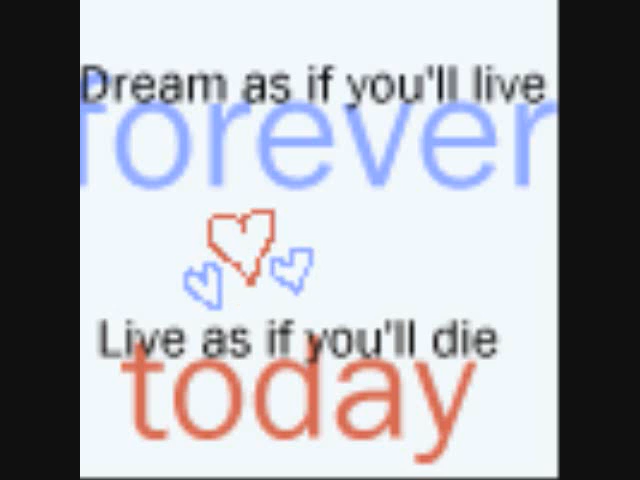 Dream as if you'll live
forever
Live as if you'll die
today